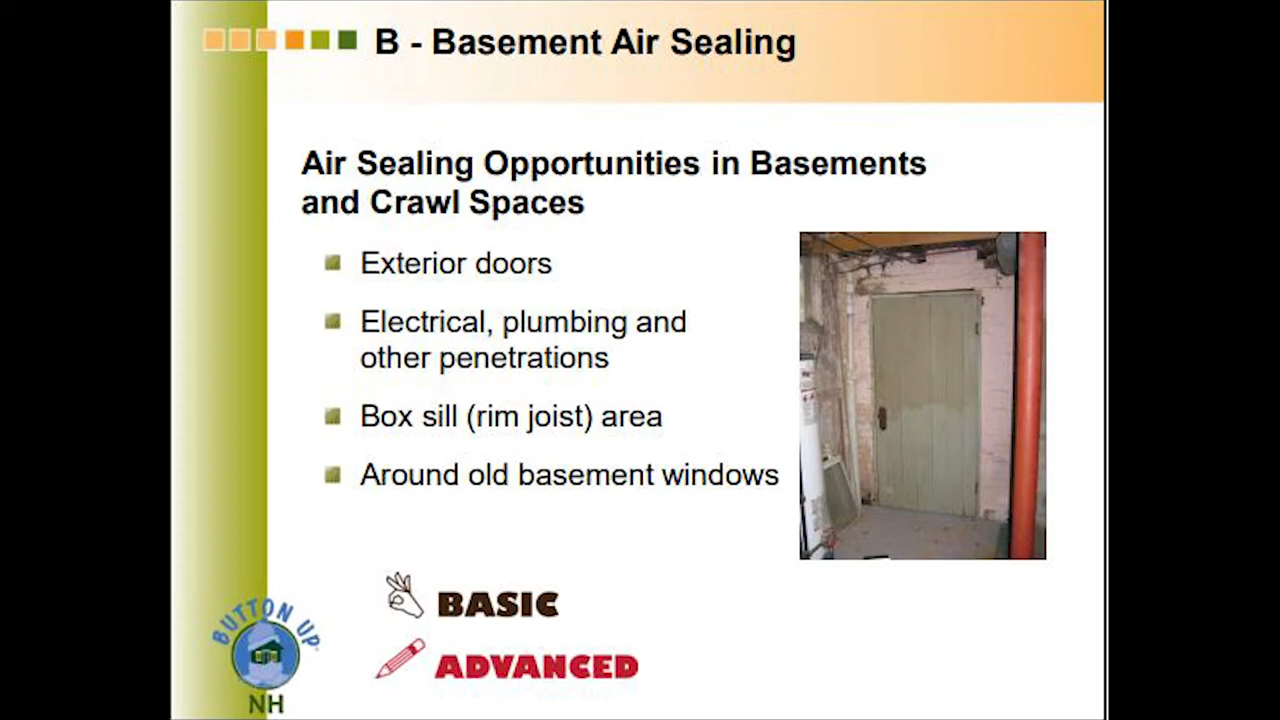 B - Basement Air Sealing
Air Sealing Opportunities in Basements
and Crawl Spaces
Exterior doors
Electrical, plumbing and
other penetrations
Box sill (rim joist) area
Around old basement windows
BASIC
ADVANCED
BUTTON UP
NH